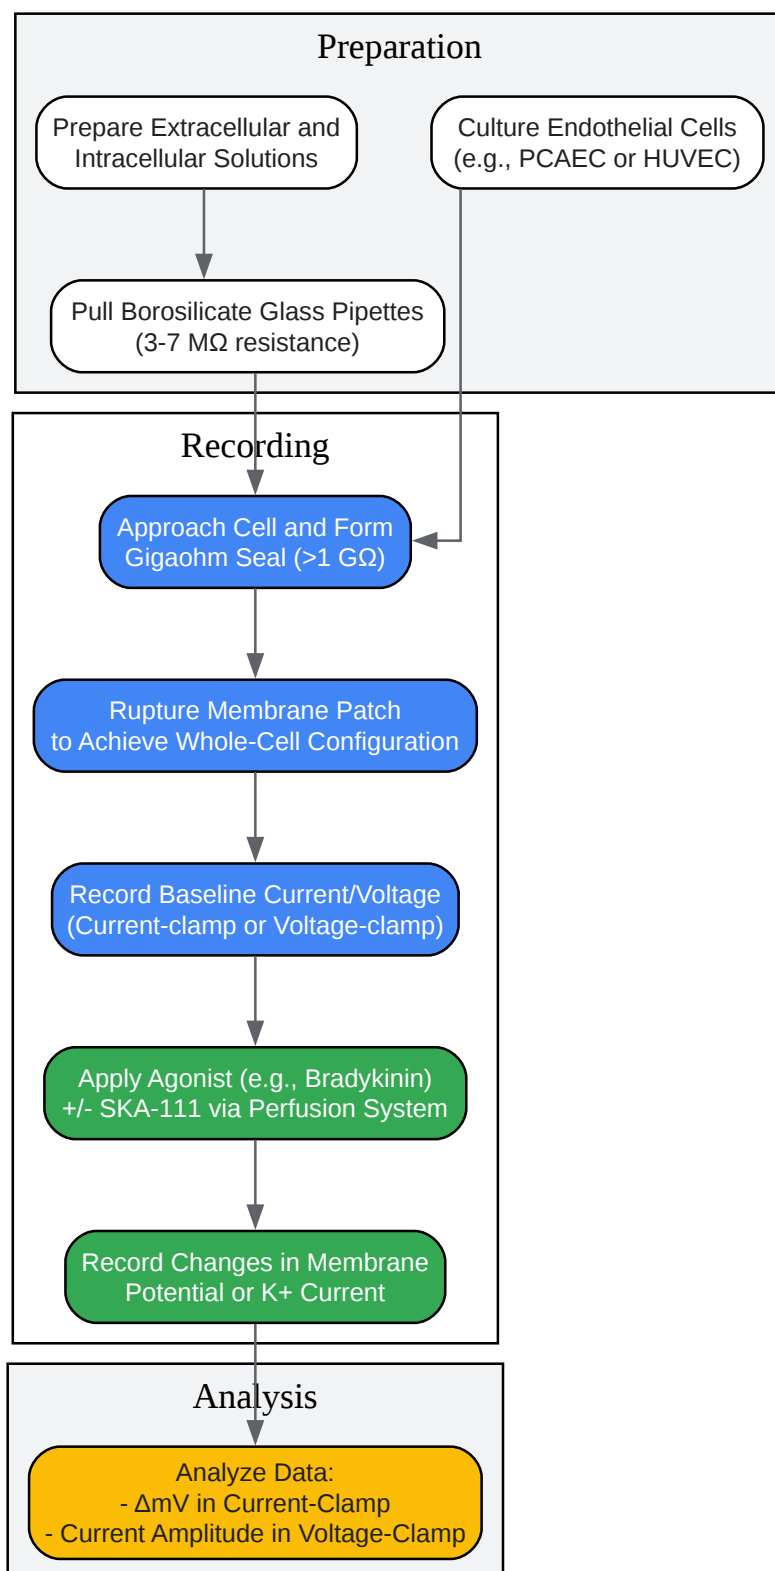 Preparation
Prepare Extracellular and
Intracellular Solutions
Culture Endothelial Cells
(e.g., PCAEC or HUVEC)
Pull Borosilicate Glass Pipettes
(3-7 MΩ resistance)
Recording
Approach Cell and Form
Gigaohm Seal (>1 GΩ)
Rupture Membrane Patch
to Achieve Whole-Cell Configuration
Record Baseline Current/Voltage
(Current-clamp or Voltage-clamp)
Apply Agonist (e.g., Bradykinin)
+/- SKA-111 via Perfusion System
Record Changes in Membrane
Potential or K+ Current
Analysis
Analyze Data:
- ΔmV in Current-Clamp
- Current Amplitude in Voltage-Clamp